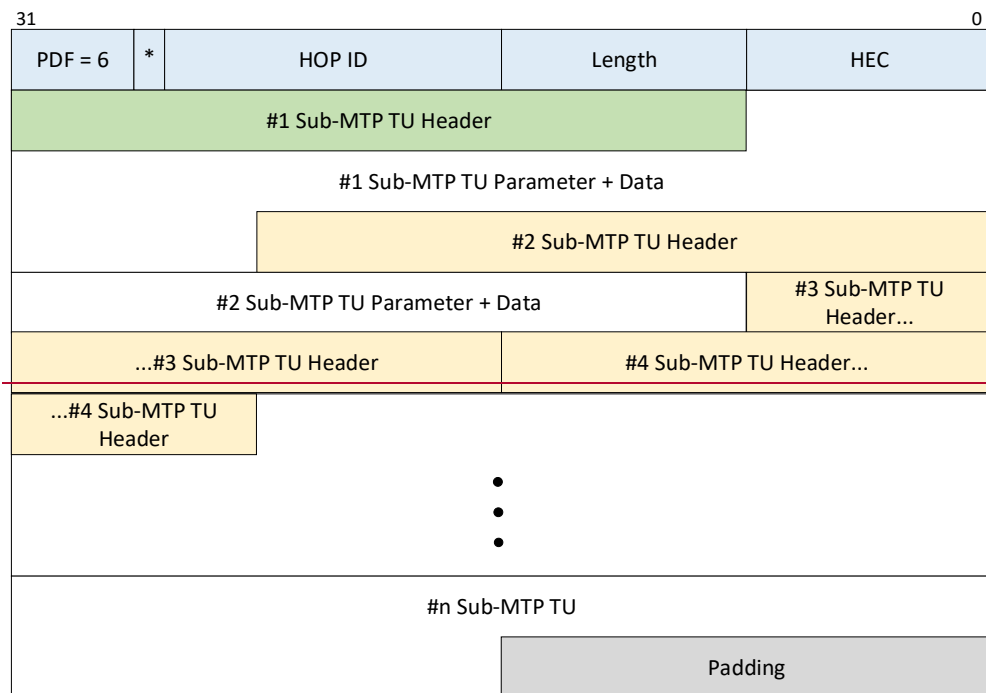 31 0
PDF = 6 * HOP ID Length HEC
#1 Sub-MTP TU Header
#1 Sub-MTP TU Parameter + Data
#2 Sub-MTP TU Header
#2 Sub-MTP TU Parameter + Data
#3 Sub-MTP TU
Header...
...#3 Sub-MTP TU Header #4 Sub-MTP TU Header...
...#4 Sub-MTP TU
Header
#n Sub-MTP TU
Padding